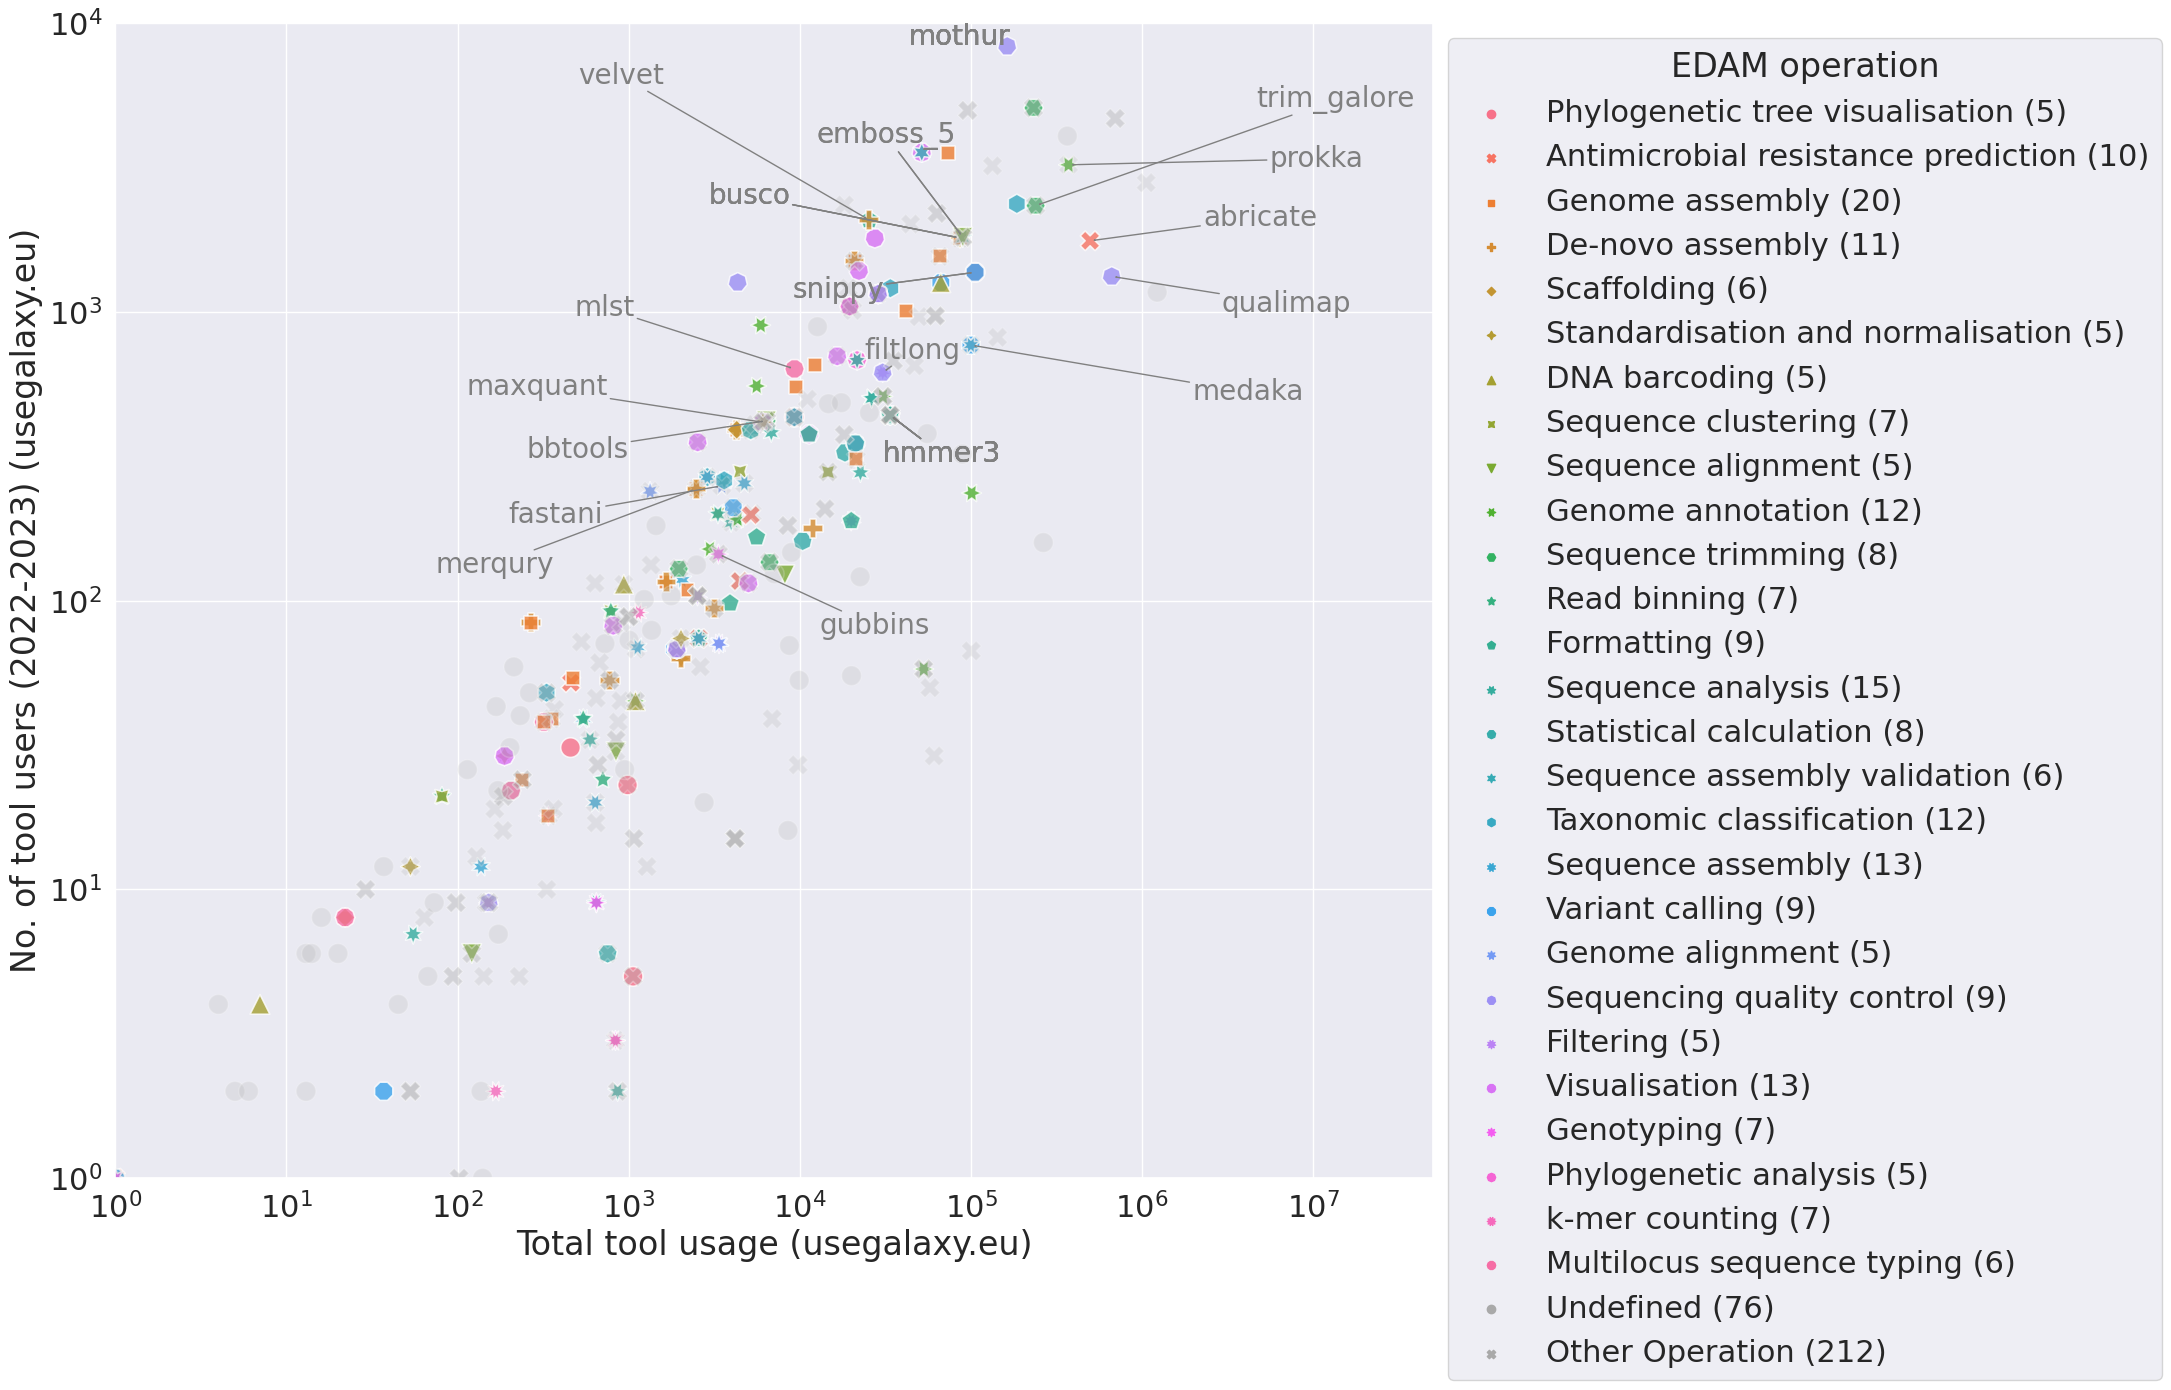 10^4
10^3
10^2
10^1
10^0
No. of tool users (2022-2023) (usegalaxy.eu)
mothur
velvet
trim_galore
emboss_5
prokka
busco
abricate
snippy
qualimap
mlst
filtlong
maxquant
medaka
bbtools
hmmer3
fastani
merqury
gubbins
10^0 10^1 10^2 10^3 10^4 10^5 10^6 10^7
Total tool usage (usegalaxy.eu)
EDAM operation
Phylogenetic tree visualisation (5)
Antimicrobial resistance prediction (10)
Genome assembly (20)
De-novo assembly (11)
Scaffolding (6)
Standardisation and normalisation (5)
DNA barcoding (5)
Sequence clustering (7)
Sequence alignment (5)
Genome annotation (12)
Sequence trimming (8)
Read binning (7)
Formatting (9)
Sequence analysis (15)
Statistical calculation (8)
Sequence assembly validation (6)
Taxonomic classification (12)
Sequence assembly (13)
Variant calling (9)
Genome alignment (5)
Sequencing quality control (9)
Filtering (5)
Visualisation (13)
Genotyping (7)
Phylogenetic analysis (5)
k-mer counting (7)
Multilocus sequence typing (6)
Undefined (76)
Other Operation (212)